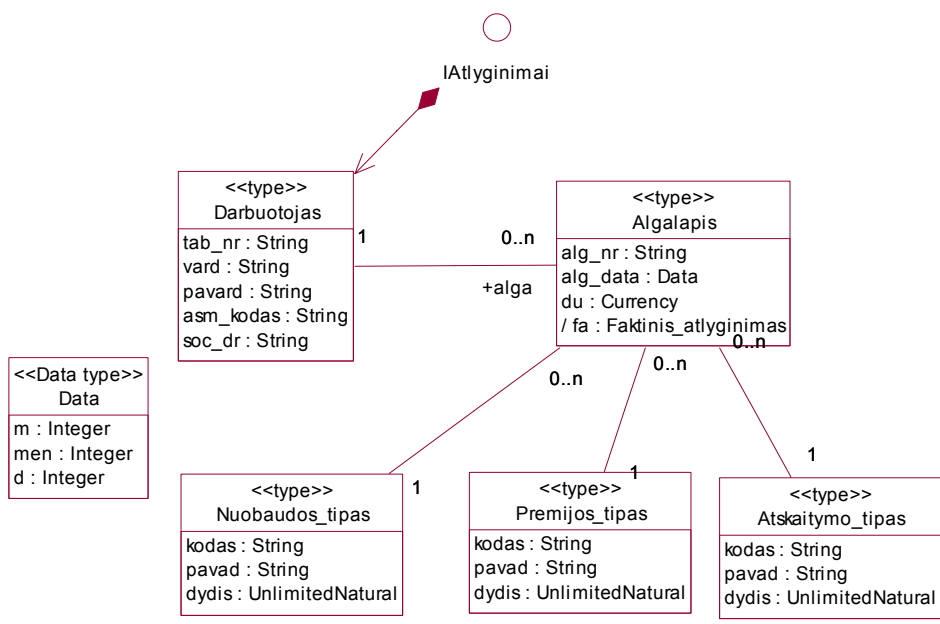 IAtlyginimai
<<type>>
Darbuotojas
tab_nr : String
vard : String
pavard : String
asm_kodas : String
soc_dr : String
1
0..n
+alga
<<type>>
Algalapis
alg_nr : String
alg_data : Data
du : Currency
/ fa : Faktinis_atlyginimas
0..n
0..n
0..n
<<Data type>>
Data
m : Integer
men : Integer
d : Integer
1
1
1
<<type>>
Nuobaudos_tipas
kodas : String
pavad : String
dydis : UnlimitedNatural
<<type>>
Premijos_tipas
kodas : String
pavad : String
dydis : UnlimitedNatural
<<type>>
Atskaitymo_tipas
kodas : String
pavad : String
dydis : UnlimitedNatural